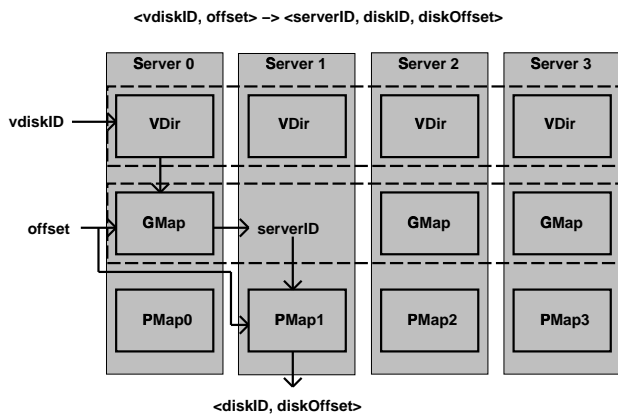 <vdiskID, offset> –> <serverID, diskID, diskOffset>
Server 0 Server 1 Server 2 Server 3
vdiskID VDir VDir VDir VDir
offset GMap serverID GMap GMap
PMap0 PMap1 PMap2 PMap3
<diskID, diskOffset>